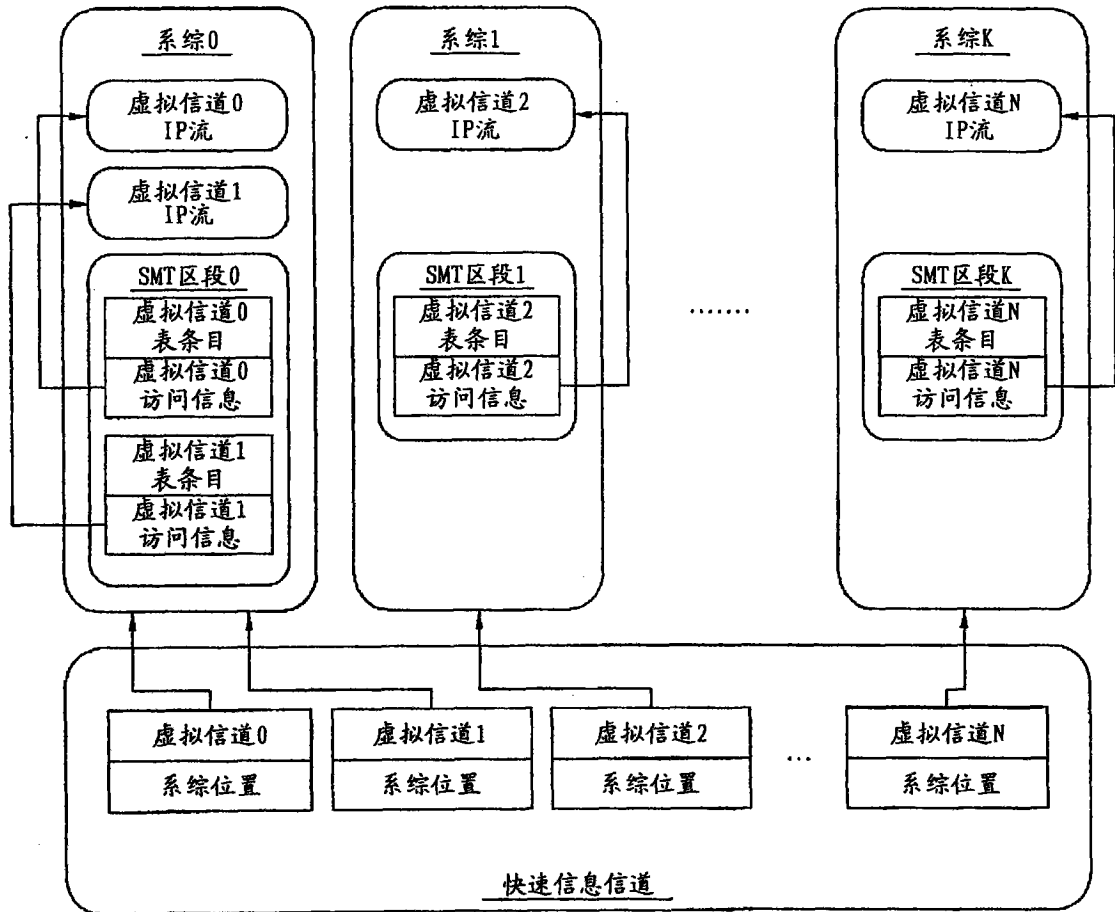 系综0
虚拟信道0
IP流
虚拟信道1
IP流
SMT区段0
虚拟信道0
表条目
虚拟信道0
访问信息
虚拟信道1
表条目
虚拟信道1
访问信息
系综1
虚拟信道2
IP流
SMT区段1
虚拟信道2
表条目
虚拟信道2
访问信息
.......
系综K
虚拟信道N
IP流
SMT区段K
虚拟信道N
表条目
虚拟信道N
访问信息
虚拟信道0
系综位置
虚拟信道1
系综位置
虚拟信道2
系综位置
...
虚拟信道N
系综位置
快速信息信道